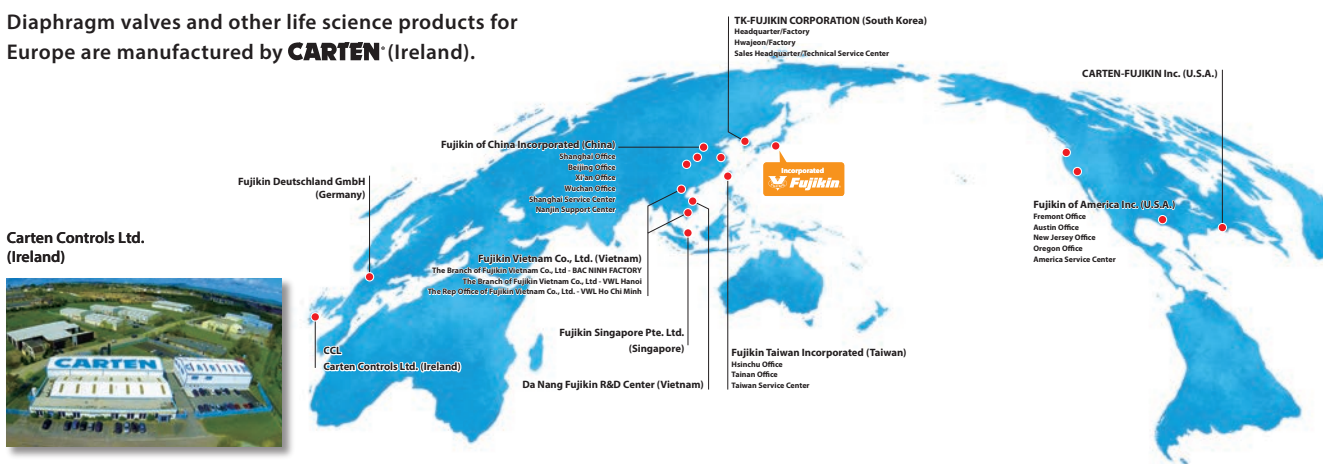 Diaphragm valves and other life science products for
Europe are manufactured by CARTEN® (Ireland).
TK-FUJIKIN CORPORATION (South Korea)
Headquarter/Factory
Hwajeon/Factory
Sales Headquarter/Technical Service Center
CARTEN-FUJIKIN Inc. (U.S.A.)
Fujikin of China Incorporated (China)
Shanghai Office
Beijing Office
Xi'an Office
Wuchan Office
Shanghai Service Center
Nanjin Support Center
Incorporated
Fujikin
Fujikin Deutschland GmbH
(Germany)
Fujikin of America Inc. (U.S.A.)
Fremont Office
Austin Office
New Jersey Office
Oregon Office
America Service Center
Carten Controls Ltd.
(Ireland)
CARTEN
Fujikin Vietnam Co., Ltd. (Vietnam)
The Branch of Fujikin Vietnam Co., Ltd - BAC NINH FACTORY
The Branch of Fujikin Vietnam Co., Ltd - VWL Hanoi
The Rep Office of Fujikin Vietnam Co., Ltd. - VWL Ho Chi Minh
Fujikin Singapore Pte. Ltd.
(Singapore)
CCL
Carten Controls Ltd. (Ireland)
Da Nang Fujikin R&D Center (Vietnam)
Fujikin Taiwan Incorporated (Taiwan)
Hsinchu Office
Tainan Office
Taiwan Service Center